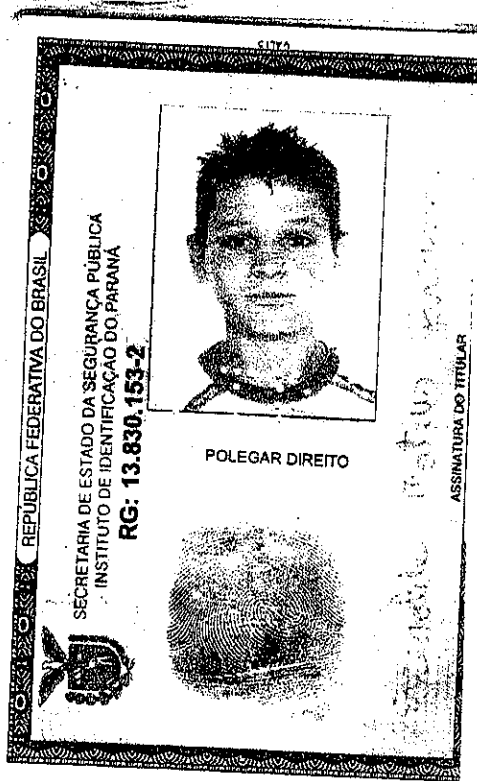 REPÚBLICA FEDERATIVA DO BRASIL
SECRETARIA DE ESTADO DA SEGURANÇA PÚBLICA
INSTITUTO DE IDENTIFICAÇÃO DO PARANÁ
RG: 13.830.153-2
POLEGAR DIREITO
ASSINATURA DO TITULAR